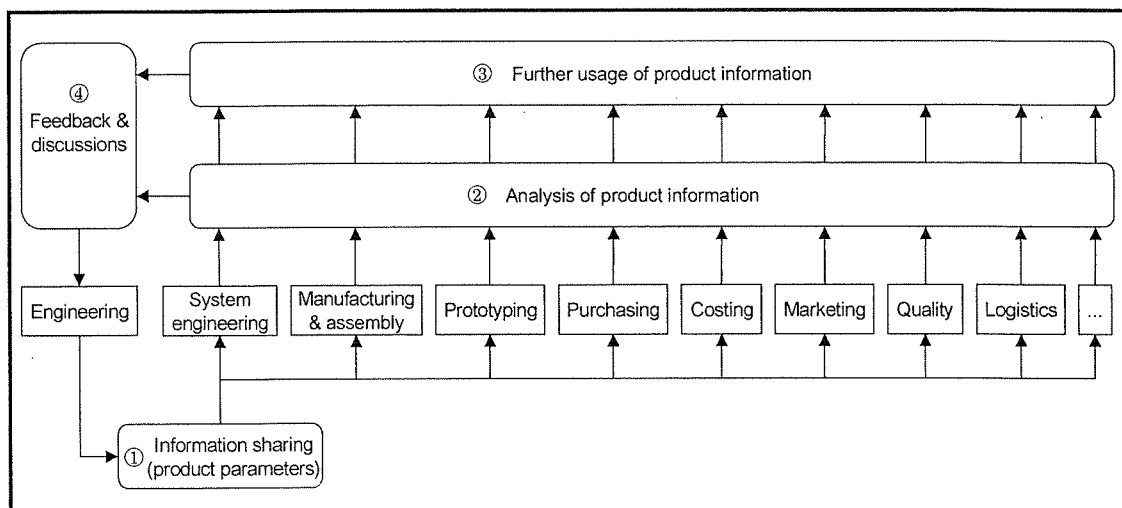 ③ Further usage of product information
④
Feedback &
discussions
② Analysis of product information
Engineering
System
engineering
Manufacturing
& assembly
Prototyping
Purchasing
Costing
Marketing
Quality
Logistics
...
① Information sharing
(product parameters)